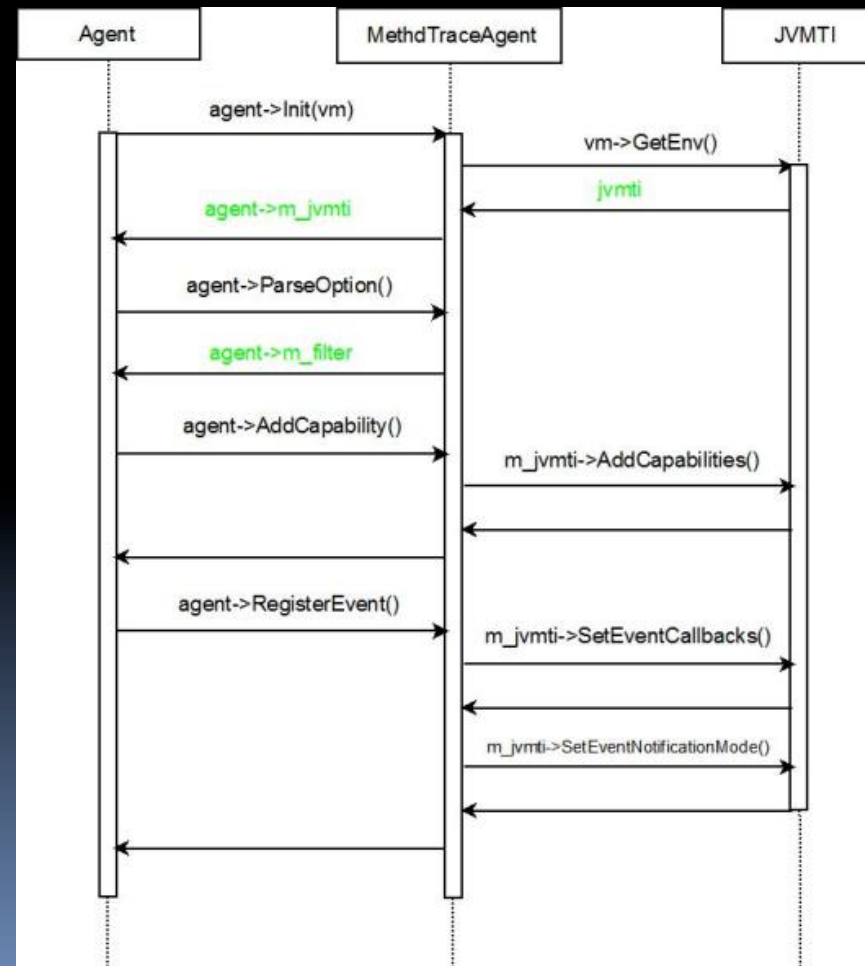 Agent
MethdTraceAgent
JVMTI
agent->Init(vm)
vm->GetEnv()
jvmti
agent->m_jvmti
agent->ParseOption()
agent->m_filter
agent->AddCapability()
m_jvmti->AddCapabilities()
agent->RegisterEvent()
m_jvmti->SetEventCallbacks()
m_jvmti->SetEventNotificationMode()